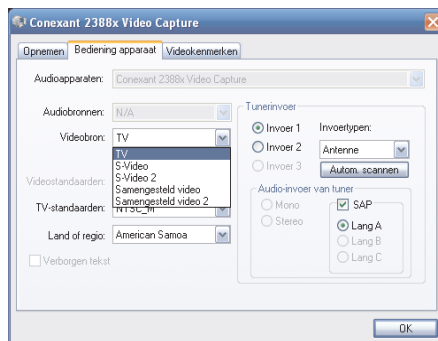 Conexant 2388x Video Capture
Opnemen Bediening apparaat Videokenmerken
Audioapparaten: Conexant 2388x Video Capture
Audiobronnen: N/A
Videobron: TV
TV
S-Video
S-Video 2
Samengesteld video
Samengesteld video 2
Videostandaarden:
TV-standaarden: NTSC_M
Land of regio: American Samoa
Verborgen tekst
Tunerinvoer
Invoer 1 Invoertypen:
Invoer 2 Antenne
Invoer 3 Autom. scannen
Audio-invoer van tuner
Mono SAP
Stereo Lang A
Lang B
Lang C
OK